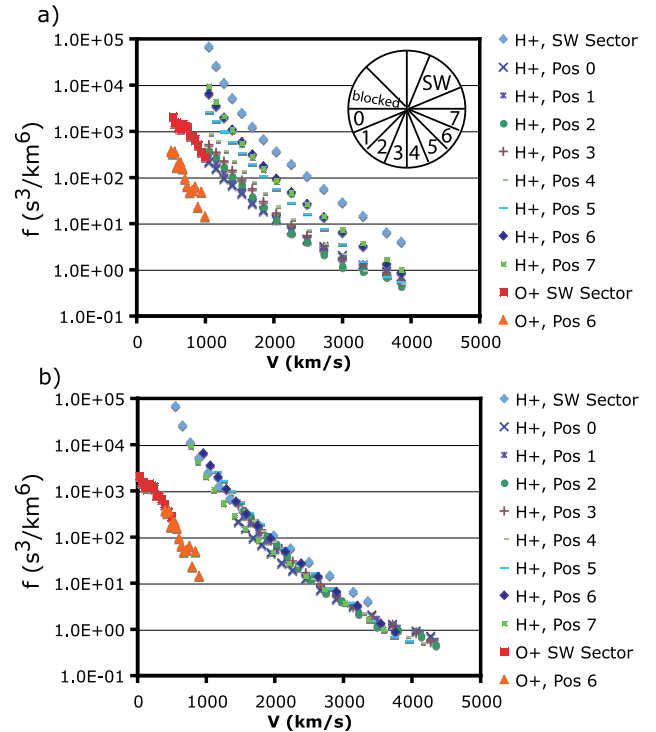 a)
1.0E+05
1.0E+04
1.0E+03
1.0E+02
1.0E+01
1.0E+00
1.0E-01
f (s³/km⁶)
0 1000 2000 3000 4000 5000
V (km/s)
SW
blocked
0 7
1 6
2 5
3 4
H+, SW Sector
H+, Pos 0
H+, Pos 1
H+, Pos 2
H+, Pos 3
H+, Pos 4
H+, Pos 5
H+, Pos 6
H+, Pos 7
O+ SW Sector
O+, Pos 6
b)
1.0E+05
1.0E+04
1.0E+03
1.0E+02
1.0E+01
1.0E+00
1.0E-01
f (s³/km⁶)
0 1000 2000 3000 4000 5000
V (km/s)
H+, SW Sector
H+, Pos 0
H+, Pos 1
H+, Pos 2
H+, Pos 3
H+, Pos 4
H+, Pos 5
H+, Pos 6
H+, Pos 7
O+ SW Sector
O+, Pos 6